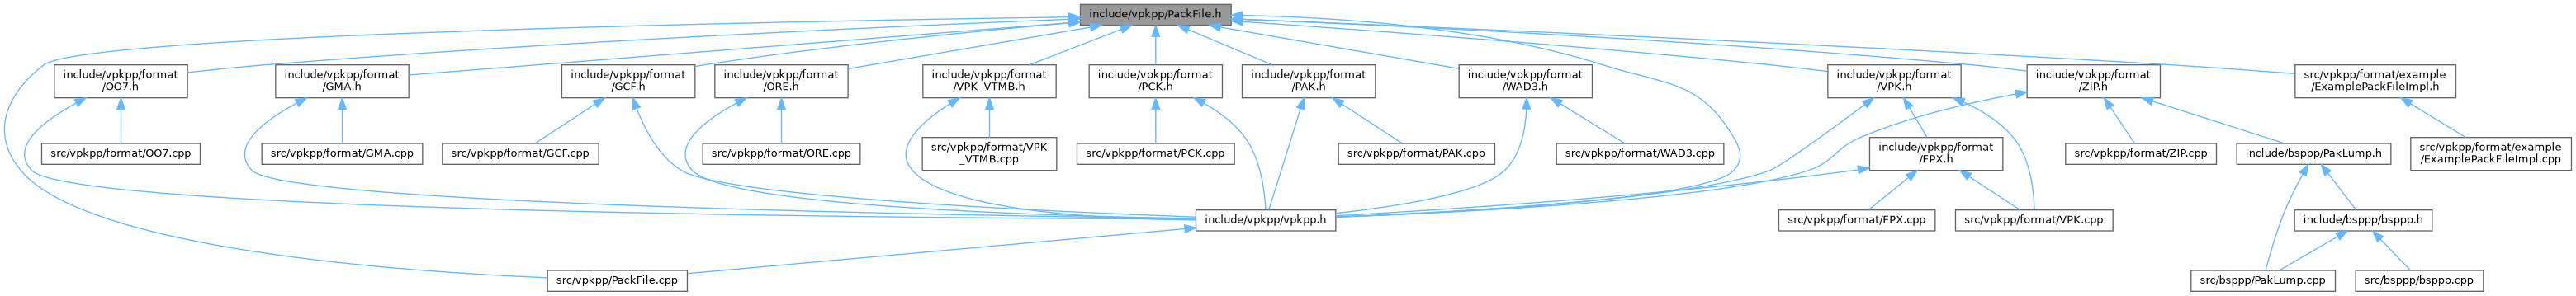 include/vpkpp/PackFile.h
include/vpkpp/format
/OO7.h
include/vpkpp/format
/GMA.h
include/vpkpp/format
/GCF.h
include/vpkpp/format
/ORE.h
include/vpkpp/format
/VPK_VTMB.h
include/vpkpp/format
/PCK.h
include/vpkpp/format
/PAK.h
include/vpkpp/format
/WAD3.h
include/vpkpp/format
/VPK.h
include/vpkpp/format
/ZIP.h
src/vpkpp/format/example
/ExamplePackFileImpl.h
src/vpkpp/format/OO7.cpp
src/vpkpp/format/GMA.cpp
src/vpkpp/format/GCF.cpp
src/vpkpp/format/ORE.cpp
src/vpkpp/format/VPK
_VTMB.cpp
src/vpkpp/format/PCK.cpp
src/vpkpp/format/PAK.cpp
src/vpkpp/format/WAD3.cpp
include/vpkpp/format
/FPX.h
src/vpkpp/format/ZIP.cpp
include/bsppp/PakLump.h
src/vpkpp/format/example
/ExamplePackFileImpl.cpp
include/vpkpp/vpkpp.h
src/vpkpp/format/FPX.cpp
src/vpkpp/format/VPK.cpp
include/bsppp/bsppp.h
src/vpkpp/PackFile.cpp
src/bsppp/PakLump.cpp
src/bsppp/bsppp.cpp